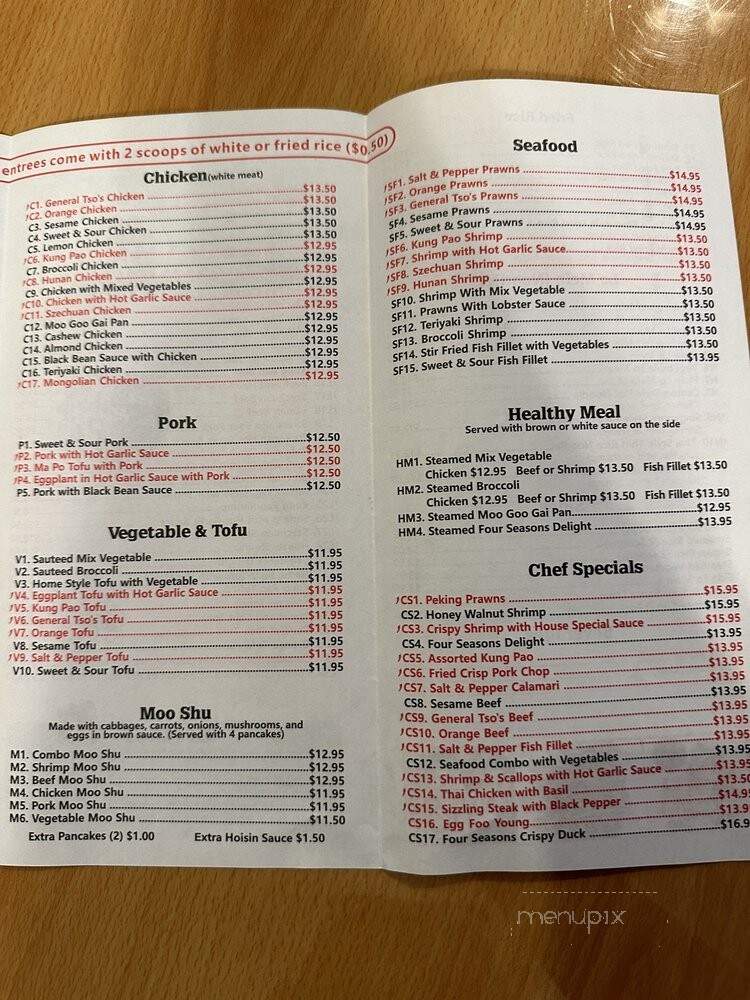 entrees come with 2 scoops of white or fried rice ($0.50)
Chicken(white meat)
C1. General Tso's Chicken $13.50
C2. Orange Chicken $13.50
C3. Sesame Chicken $13.50
C4. Sweet & Sour Chicken $13.50
C5. Lemon Chicken $13.50
C6. Kung Pao Chicken $12.95
C7. Broccoli Chicken $12.95
C8. Hunan Chicken $12.95
C9. Chicken with Mixed Vegetables $12.95
C10. Chicken with Hot Garlic Sauce $12.95
C11. Szechuan Chicken $12.95
C12. Moo Goo Gai Pan $12.95
C13. Cashew Chicken $12.95
C14. Almond Chicken $12.95
C15. Black Bean Sauce with Chicken $12.95
C16. Teriyaki Chicken $12.95
C17. Mongolian Chicken $12.95
Pork
P1. Sweet & Sour Pork $12.50
P2. Pork with Hot Garlic Sauce $12.50
P3. Ma Po Tofu with Pork $12.50
P4. Eggplant in Hot Garlic Sauce with Pork $12.50
P5. Pork with Black Bean Sauce $12.50
Vegetable & Tofu
V1. Sauteed Mix Vegetable $11.95
V2. Sauteed Broccoli $11.95
V3. Home Style Tofu with Vegetable $11.95
V4. Eggplant Tofu with Hot Garlic Sauce $11.95
V5. Kung Pao Tofu $11.95
V6. General Tso's Tofu $11.95
V7. Orange Tofu $11.95
V8. Sesame Tofu $11.95
V9. Salt & Pepper Tofu $11.95
V10. Sweet & Sour Tofu $11.95
Moo Shu
Made with cabbages, carrots, onions, mushrooms, and
eggs in brown sauce. (Served with 4 pancakes)
M1. Combo Moo Shu $12.95
M2. Shrimp Moo Shu $12.95
M3. Beef Moo Shu $12.95
M4. Chicken Moo Shu $11.95
M5. Pork Moo Shu $11.95
M6. Vegetable Moo Shu $11.50
Extra Pancakes (2) $1.00 Extra Hoisin Sauce $1.50
Seafood
SF1. Salt & Pepper Prawns $14.95
SF2. Orange Prawns $14.95
SF3. General Tso's Prawns $14.95
SF4. Sesame Prawns $14.95
SF5. Sweet & Sour Prawns $14.95
SF6. Kung Pao Shrimp $13.50
SF7. Shrimp with Hot Garlic Sauce $13.50
SF8. Szechuan Shrimp $13.50
SF9. Hunan Shrimp $13.50
SF10. Shrimp With Mix Vegetable $13.50
SF11. Prawns With Lobster Sauce $13.50
SF12. Teriyaki Shrimp $13.50
SF13. Broccoli Shrimp $13.50
SF14. Stir Fried Fish Fillet with Vegetables $13.50
SF15. Sweet & Sour Fish Fillet $13.95
Healthy Meal
Served with brown or white sauce on the side
HM1. Steamed Mix Vegetable
Chicken $12.95 Beef or Shrimp $13.50 Fish Fillet $13.50
HM2. Steamed Broccoli
Chicken $12.95 Beef or Shrimp $13.50 Fish Fillet $13.50
HM3. Steamed Moo Goo Gai Pan $12.95
HM4. Steamed Four Seasons Delight $13.95
Chef Specials
CS1. Peking Prawns $15.95
CS2. Honey Walnut Shrimp $15.95
CS3. Crispy Shrimp with House Special Sauce $15.95
CS4. Four Seasons Delight $13.95
CS5. Assorted Kung Pao $13.95
CS6. Fried Crisp Pork Chop $13.95
CS7. Salt & Pepper Calamari $13.95
CS8. Sesame Beef $13.95
CS9. General Tso's Beef $13.95
CS10. Orange Beef $13.95
CS11. Salt & Pepper Fish Fillet $13.95
CS12. Seafood Combo with Vegetables $13.95
CS13. Shrimp & Scallops with Hot Garlic Sauce $13.95
CS14. Thai Chicken with Basil $13.50
CS15. Sizzling Steak with Black Pepper $14.95
CS16. Egg Foo Young $13.9
CS17. Four Seasons Crispy Duck $16.9
menupix